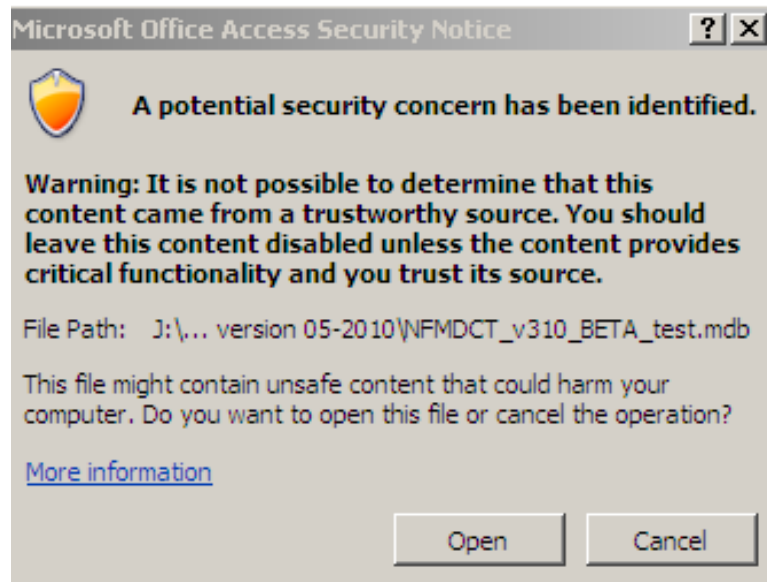 Microsoft Office Access Security Notice
A potential security concern has been identified.
Warning: It is not possible to determine that this
content came from a trustworthy source. You should
leave this content disabled unless the content provides
critical functionality and you trust its source.
File Path: J:\... version 05-2010\NFMDCT_v310_BETA_test.mdb
This file might contain unsafe content that could harm your
computer. Do you want to open this file or cancel the operation?
More information
Open Cancel